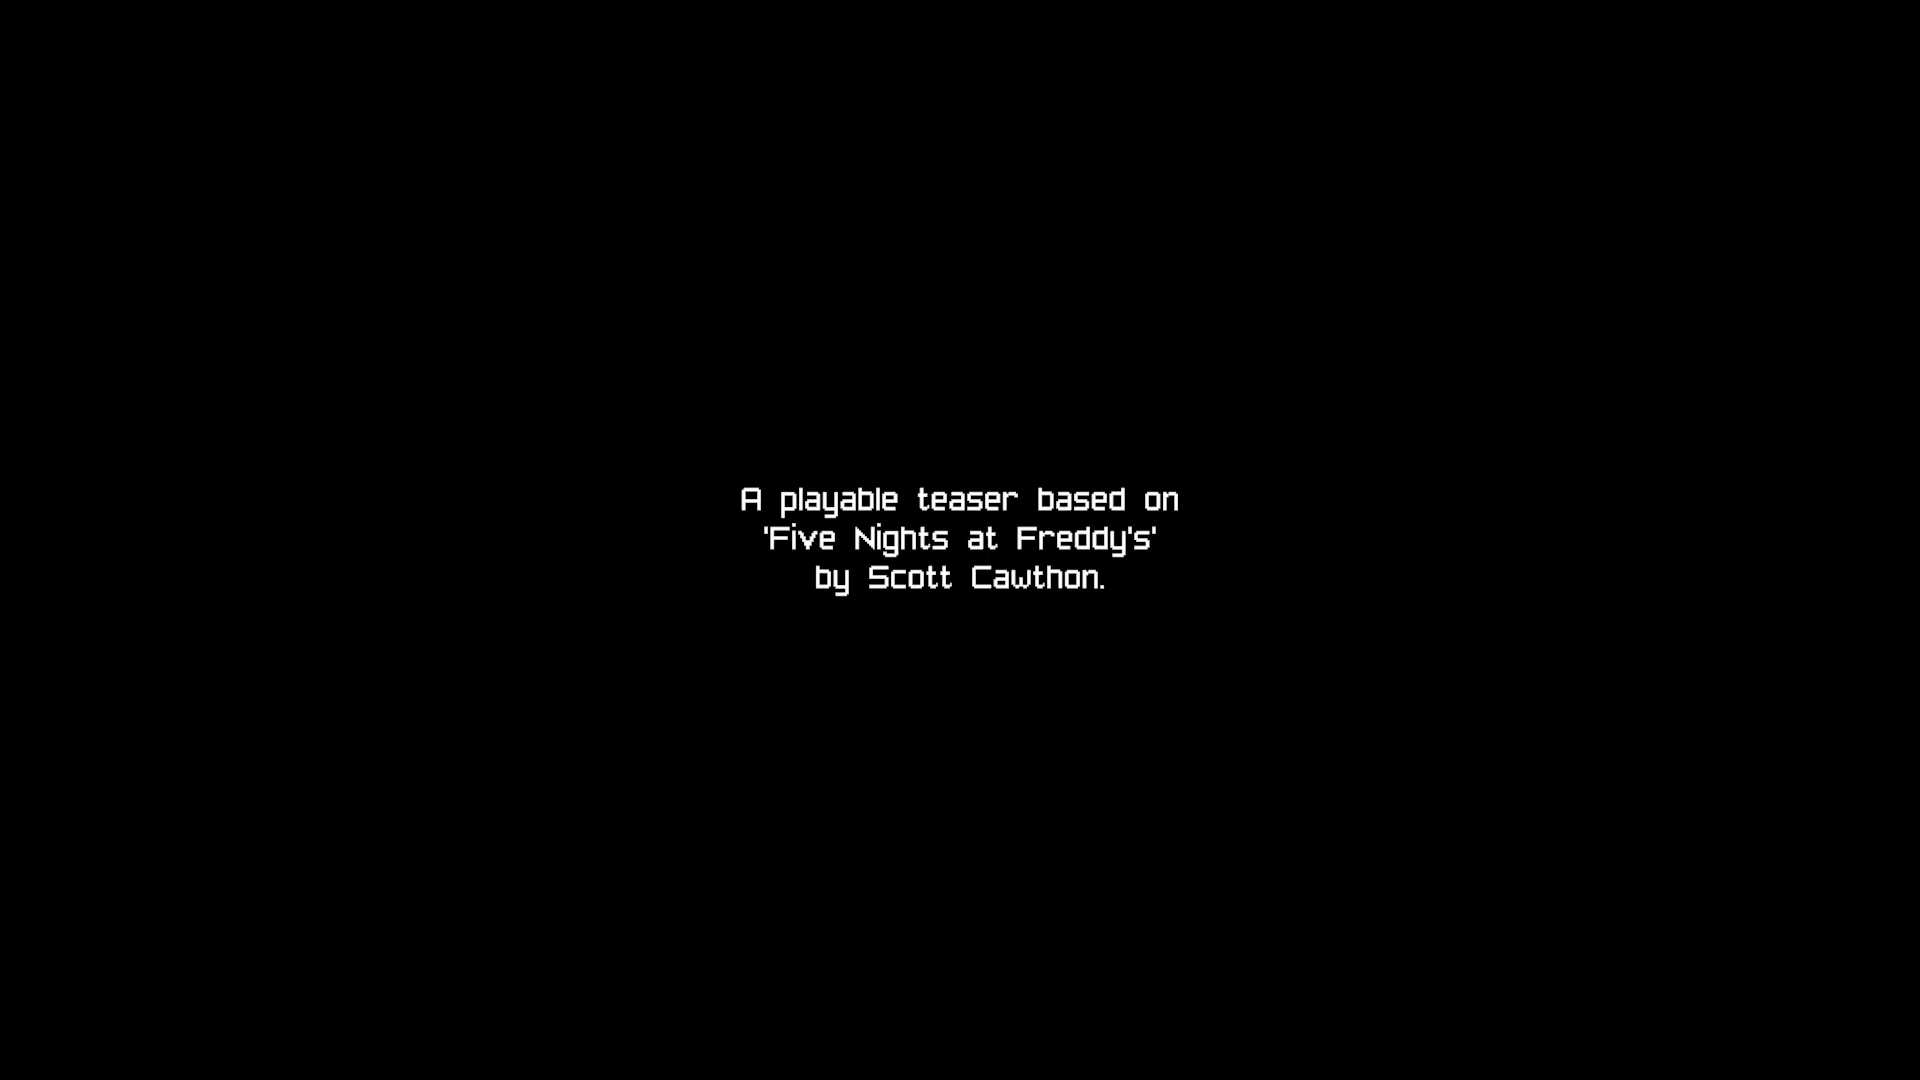 A playable teaser based on
'Five Nights at Freddy's'
by Scott Cawthon.